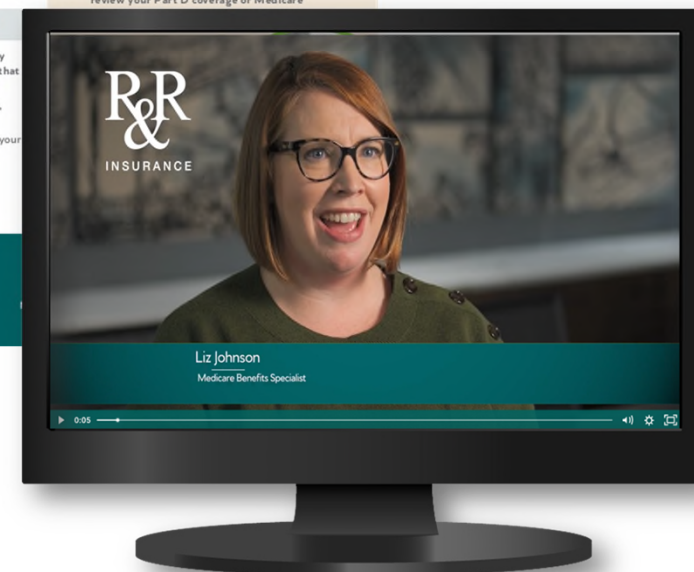 review your Part D coverage or Medicare
y
that
your
R&R
INSURANCE
Liz Johnson
Medicare Benefits Specialist
0:05